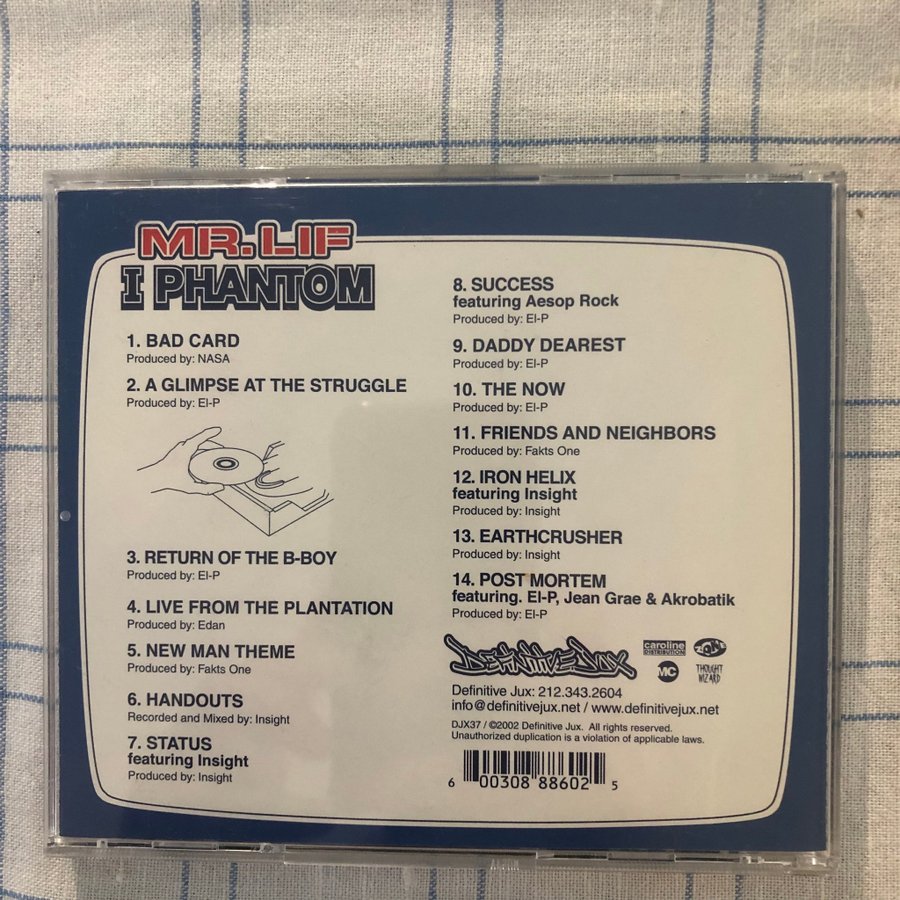 MR. LIF
I PHANTOM
1. BAD CARD
Produced by: NASA
2. A GLIMPSE AT THE STRUGGLE
Produced by: El-P
3. RETURN OF THE B-BOY
Produced by: El-P
4. LIVE FROM THE PLANTATION
Produced by: Edan
5. NEW MAN THEME
Produced by: Fakts One
6. HANDOUTS
Recorded and Mixed by: Insight
7. STATUS
featuring Insight
Produced by: Insight
8. SUCCESS
featuring Aesop Rock
Produced by: El-P
9. DADDY DEAREST
Produced by: El-P
10. THE NOW
Produced by: El-P
11. FRIENDS AND NEIGHBORS
Produced by: Fakts One
12. IRON HELIX
featuring Insight
Produced by: Insight
13. EARTHCRUSHER
Produced by: Insight
14. POST MORTEM
featuring. El-P, Jean Grae & Akrobatik
Produced by: El-P
DEFINITIVE JUX
caroline
DISTRIBUTION
ZONE
MC
THOUGHT
WIZARD
Definitive Jux: 212.343.2604
info@definitivejux.net / www.definitivejux.net
DJX37 / ©2002 Definitive Jux. All rights reserved.
Unauthorized duplication is a violation of applicable laws.
6 00308 88602 5